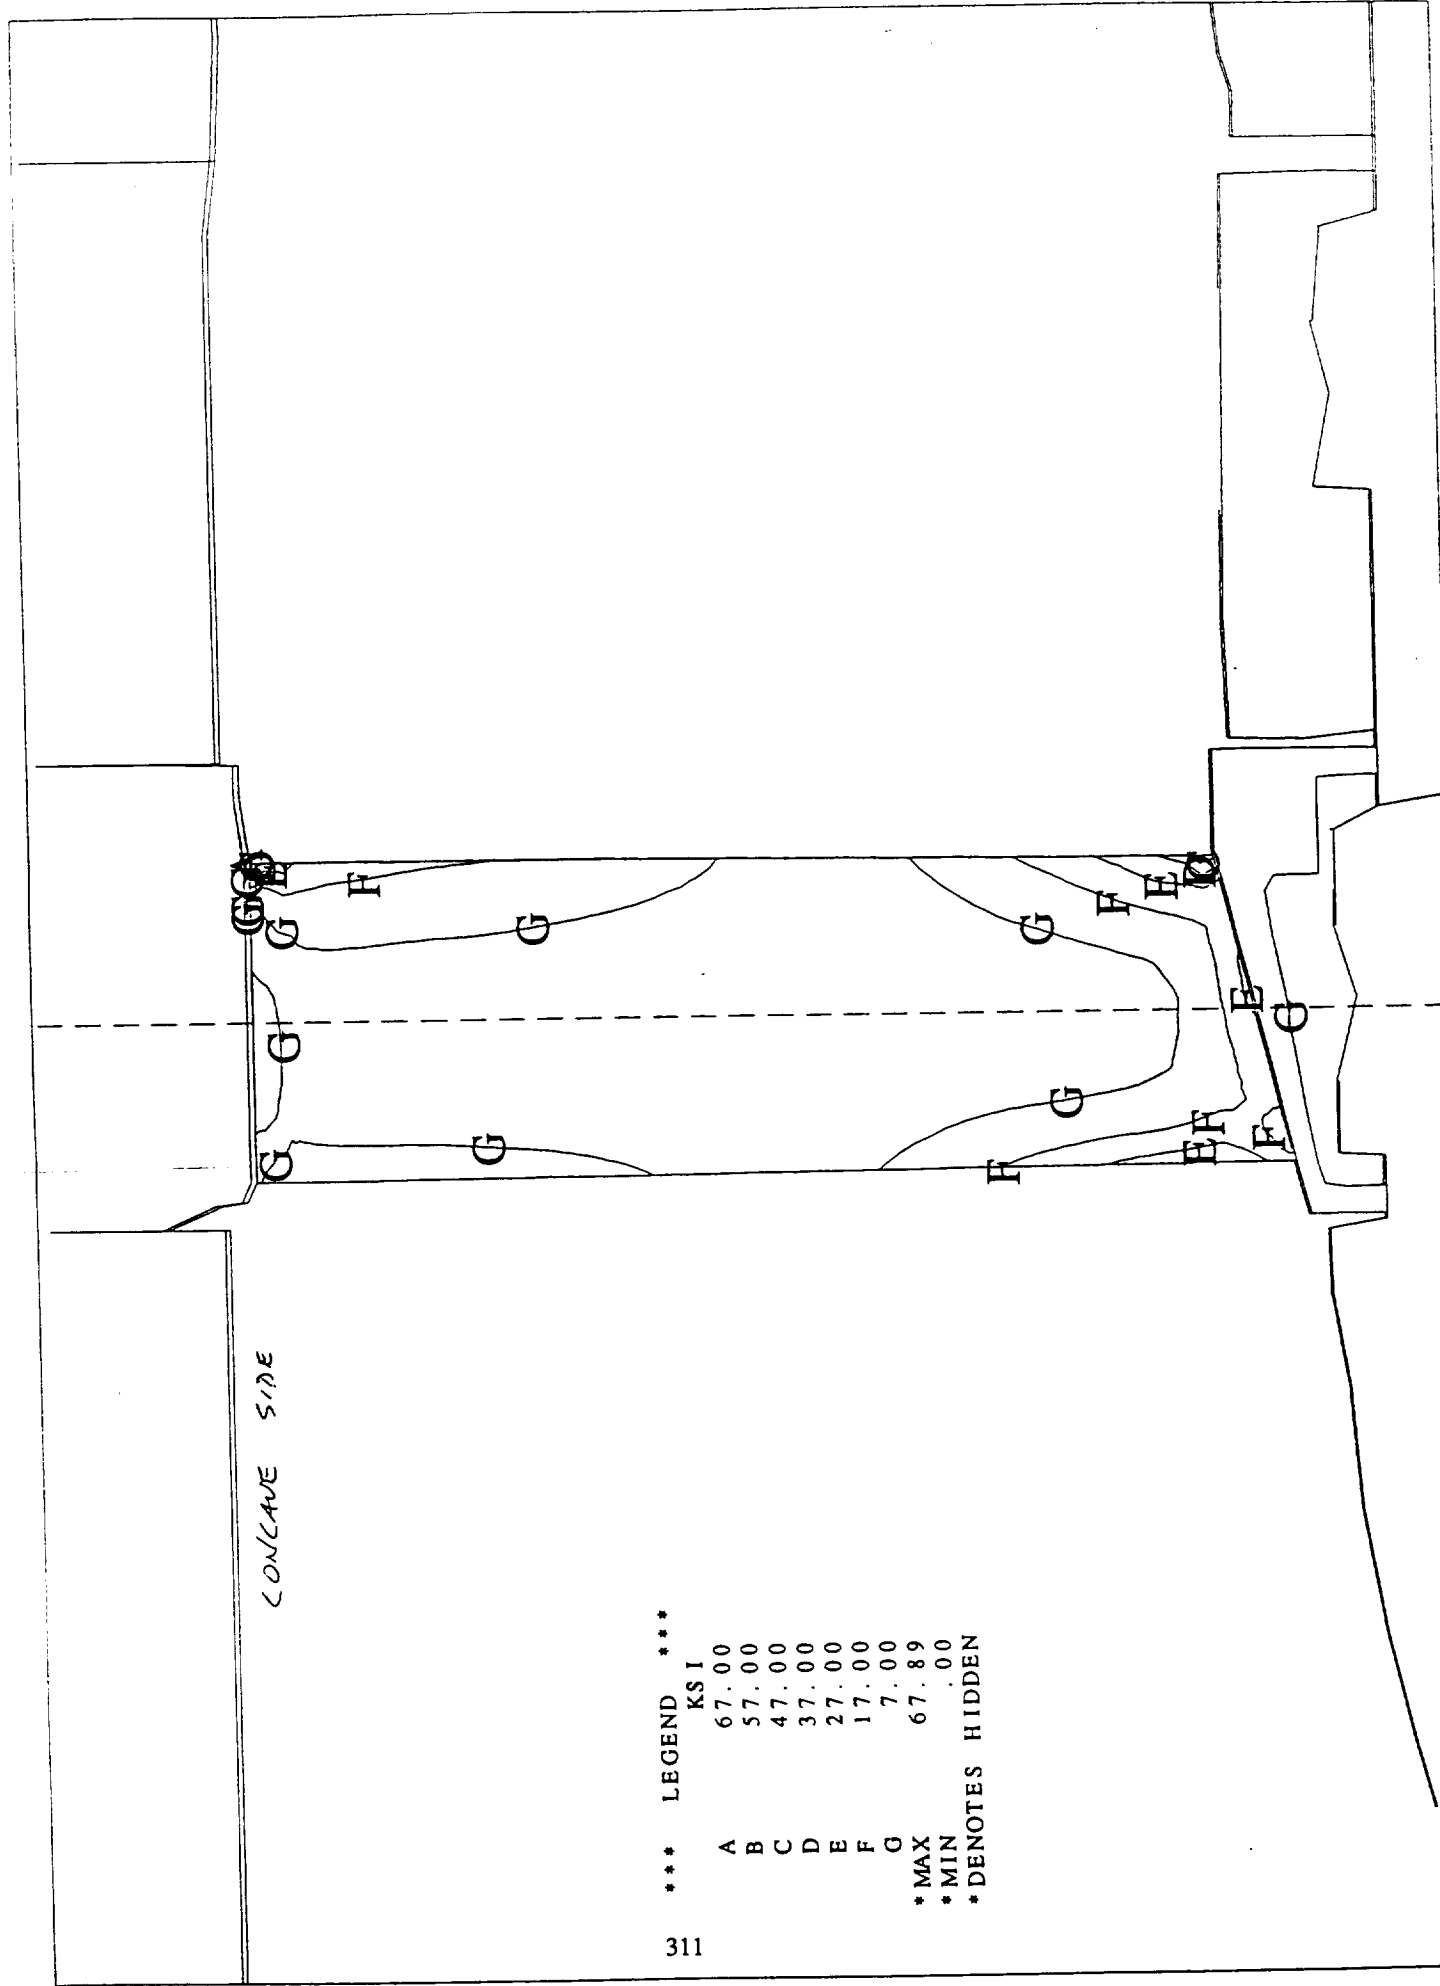 CONCAVE SIDE
*** LEGEND ***
KSI
A 67.00
B 57.00
C 47.00
D 37.00
E 27.00
F 17.00
G 7.00
*MAX 67.89
*MIN .00
*DENOTES HIDDEN
311
G
G
G
G
G
G
F
E
G
G
G
F
E
G
F
E
F
F
E
G